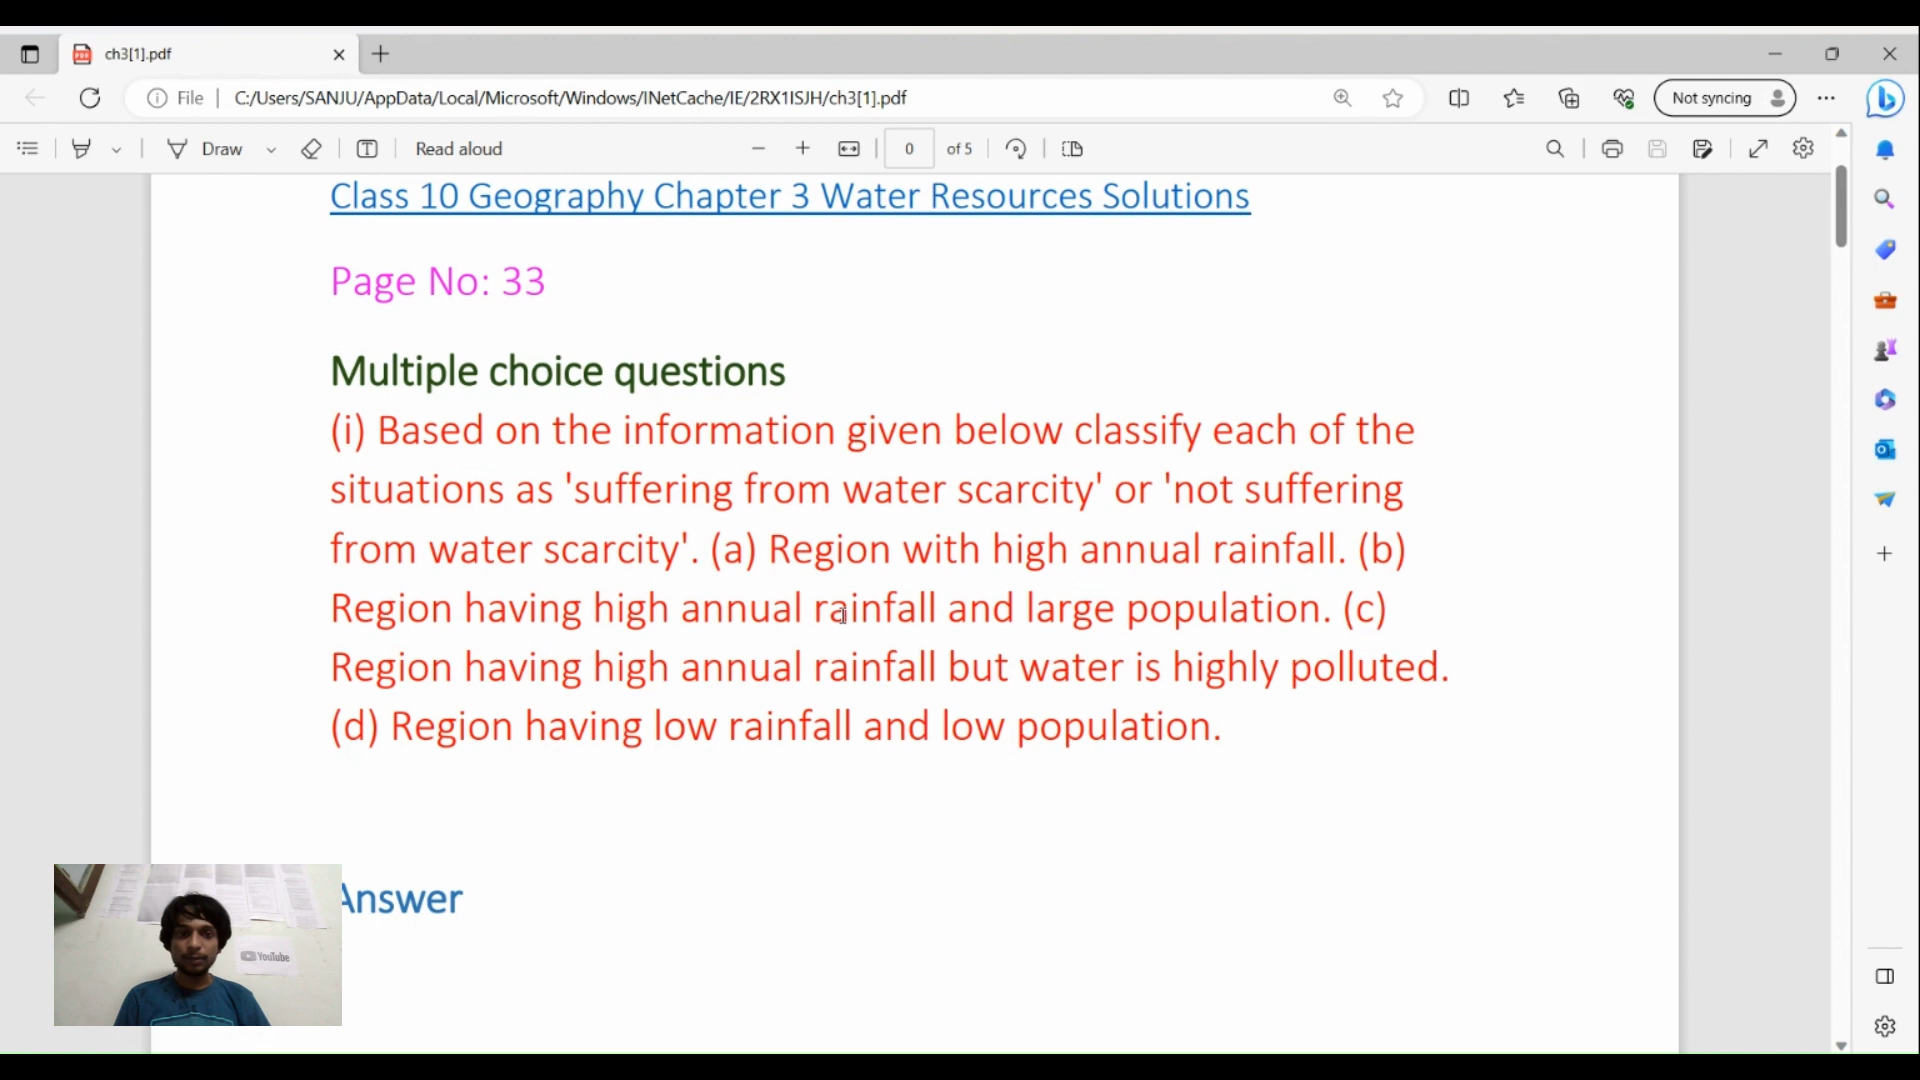 ch3[1].pdf
File
C:/Users/SANJU/AppData/Local/Microsoft/Windows/INetCache/IE/2RX1ISJH/ch3[1].pdf
Not syncing
Draw
Read aloud
0 of 5
Class 10 Geography Chapter 3 Water Resources Solutions
Page No: 33
Multiple choice questions
(i) Based on the information given below classify each of the
situations as 'suffering from water scarcity' or 'not suffering
from water scarcity'. (a) Region with high annual rainfall. (b)
Region having high annual rainfall and large population. (c)
Region having high annual rainfall but water is highly polluted.
(d) Region having low rainfall and low population.
Answer
YouTube